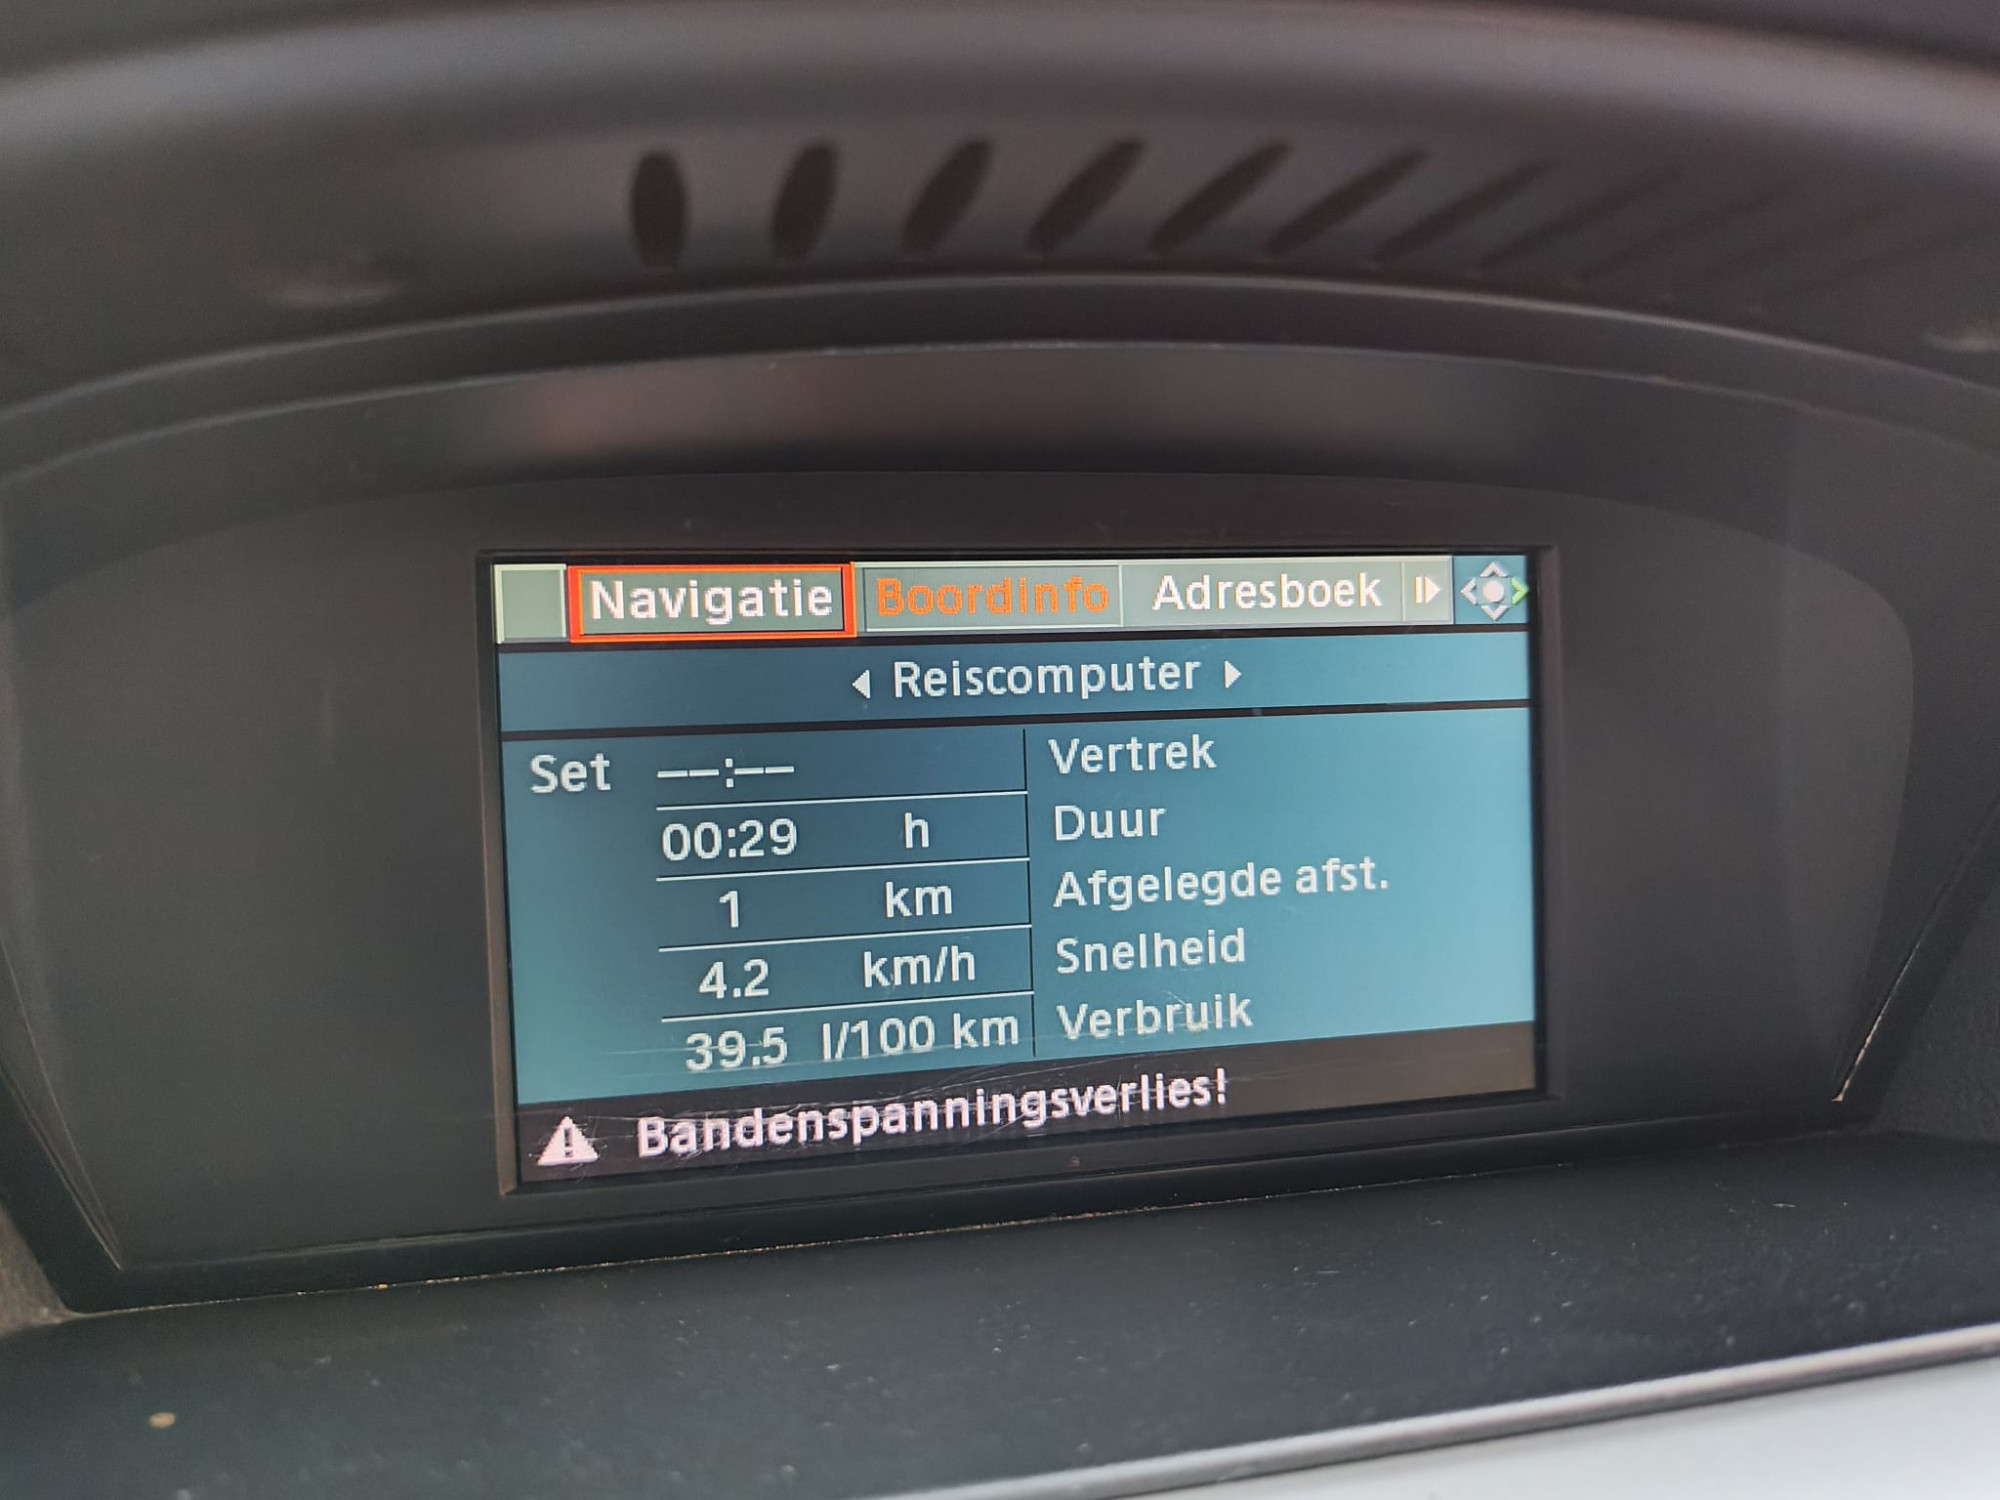 Navigatie BoordInfo Adresboek
Reiscomputer
Set --:-- Vertrek
00:29 h Duur
1 km Afgelegde afst.
4.2 km/h Snelheid
39.5 l/100 km Verbruik
Bandenspanningsverlies!